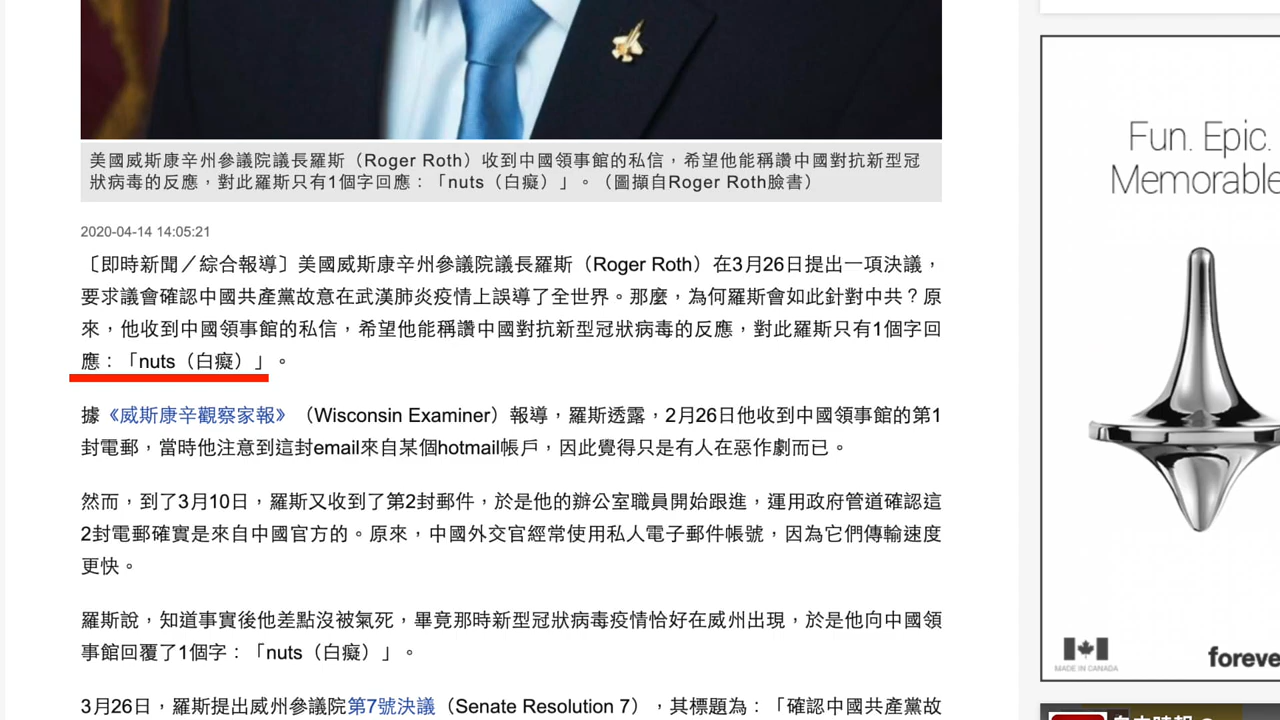 美國威斯康辛州參議院議長羅斯（Roger Roth）收到中國領事館的私信，希望他能稱讚中國對抗新型冠
狀病毒的反應，對此羅斯只有1個字回應：「nuts（白癡）」。（圖擷自Roger Roth臉書）
2020-04-14 14:05:21
〔即時新聞／綜合報導〕美國威斯康辛州參議院議長羅斯（Roger Roth）在3月26日提出一項決議，
要求議會確認中國共產黨故意在武漢肺炎疫情上誤導了全世界。那麼，為何羅斯會如此針對中共？原
來，他收到中國領事館的私信，希望他能稱讚中國對抗新型冠狀病毒的反應，對此羅斯只有1個字回
應：「nuts（白癡）」。
據《威斯康辛觀察家報》（Wisconsin Examiner）報導，羅斯透露，2月26日他收到中國領事館的第1
封電郵，當時他注意到這封email來自某個hotmail帳戶，因此覺得只是有人在惡作劇而已。
然而，到了3月10日，羅斯又收到了第2封郵件，於是他的辦公室職員開始跟進，運用政府管道確認這
2封電郵確實是來自中國官方的。原來，中國外交官經常使用私人電子郵件帳號，因為它們傳輸速度
更快。
羅斯說，知道事實後他差點沒被氣死，畢竟那時新型冠狀病毒疫情恰好在威州出現，於是他向中國領
事館回覆了1個字：「nuts（白癡）」。
3月26日，羅斯提出威州參議院第7號決議（Senate Resolution 7），其標題為：「確認中國共產黨故
Fun. Epic.
Memorable
MADE IN CANADA
foreve